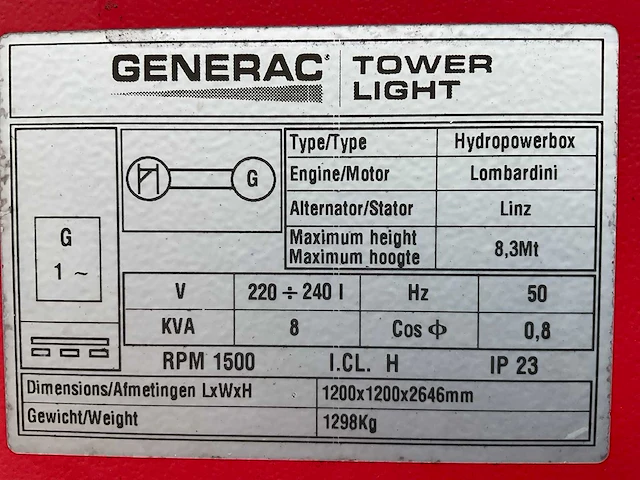 GENERAC® TOWER
LIGHT
Type/Type Hydropowerbox
Engine/Motor Lombardini
G
Alternator/Stator Linz
G
1 ~
Maximum height
Maximum hoogte 8,3Mt
V 220 ÷ 240 I Hz 50
KVA 8 Cos ϕ 0,8
RPM 1500 I.CL. H IP 23
Dimensions/Afmetingen LxWxH 1200x1200x2646mm
Gewicht/Weight 1298Kg